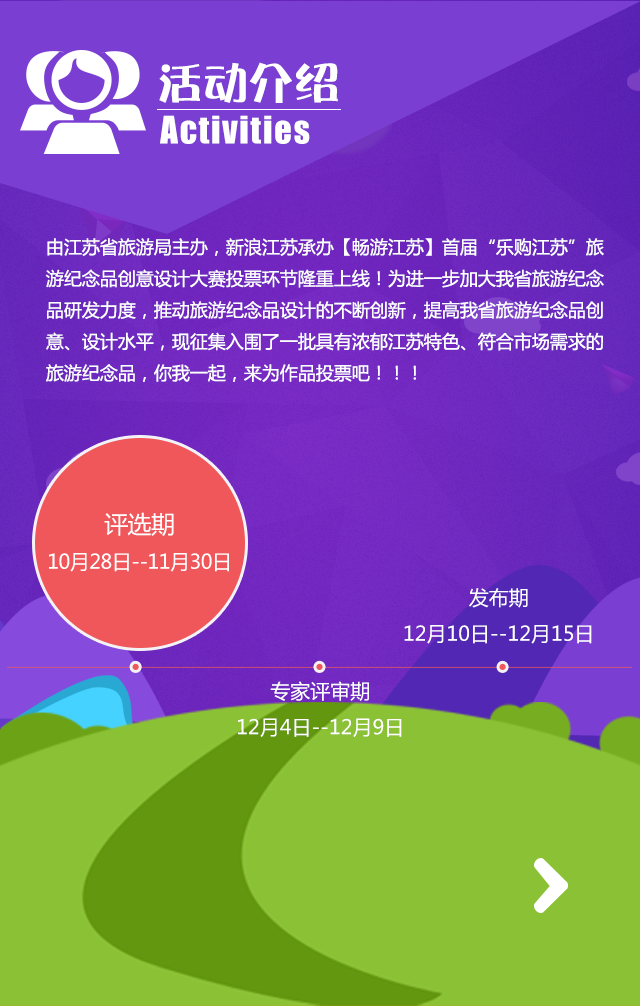 活动介绍
Activities
由江苏省旅游局主办，新浪江苏承办【畅游江苏】首届“乐购江苏”旅
游纪念品创意设计大赛投票环节隆重上线！为进一步加大我省旅游纪念
品研发力度，推动旅游纪念品设计的不断创新，提高我省旅游纪念品创
意、设计水平，现征集入围了一批具有浓郁江苏特色、符合市场需求的
旅游纪念品，你我一起，来为作品投票吧！！！
评选期
10月28日--11月30日
发布期
12月10日--12月15日
专家评审期
12月4日--12月9日